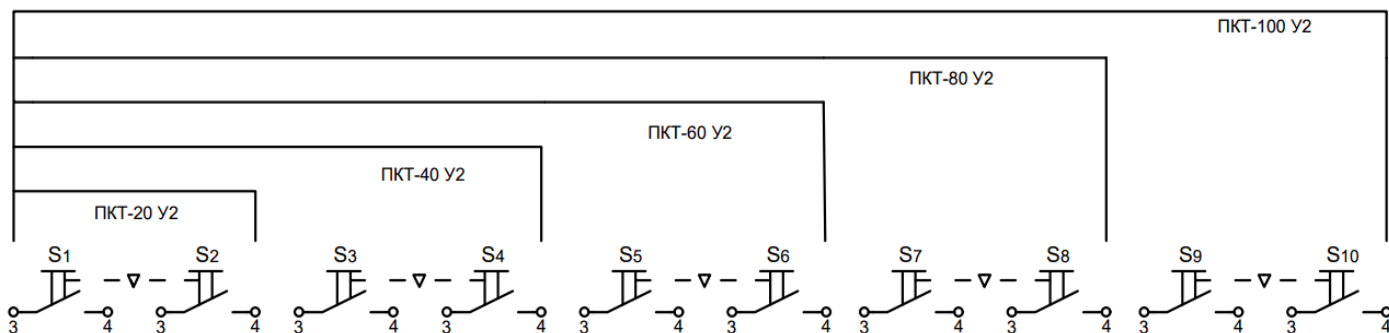 ПКТ-100 У2
ПКТ-80 У2
ПКТ-60 У2
ПКТ-40 У2
ПКТ-20 У2
S1 S2 S3 S4 S5 S6 S7 S8 S9 S10
3 4 3 4 3 4 3 4 3 4 3 4 3 4 3 4 3 4 3 4